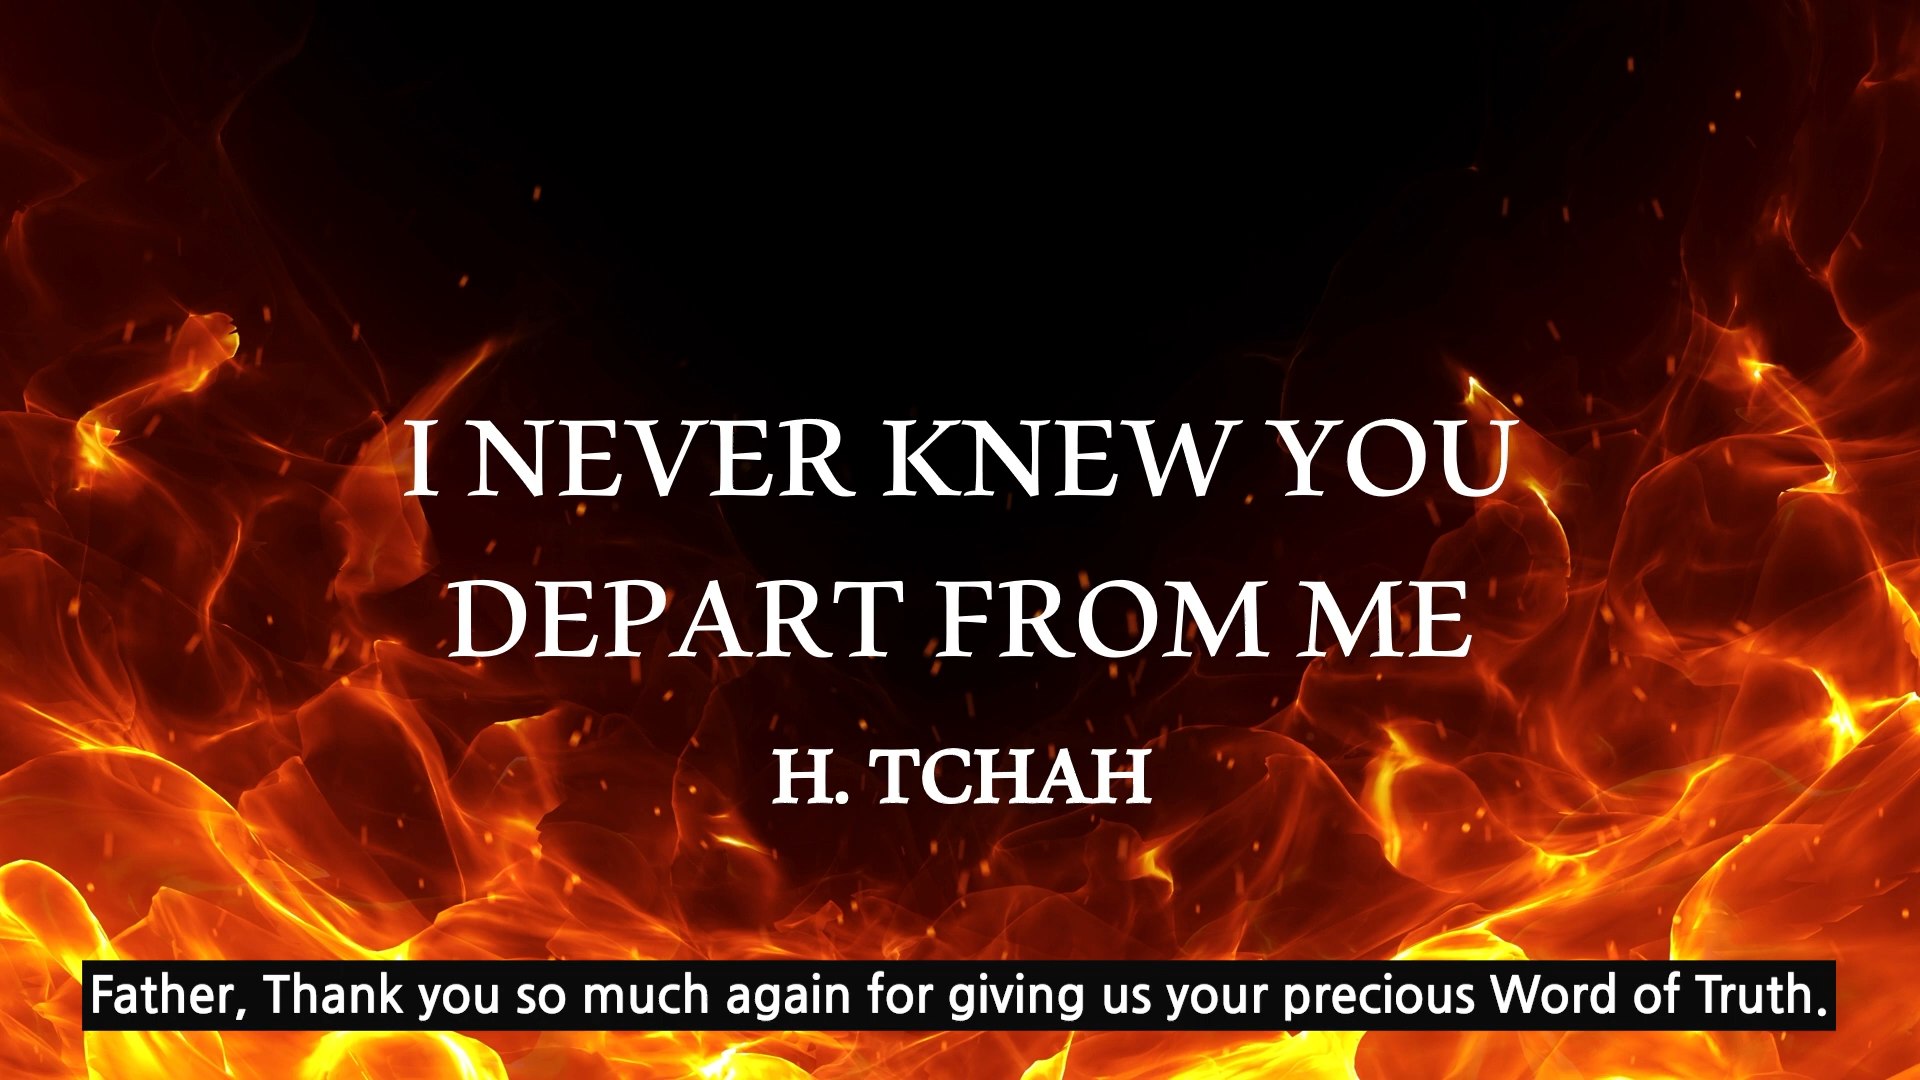 I NEVER KNEW YOU
DEPART FROM ME
H. TCHAH
Father, Thank you so much again for giving us your precious Word of Truth.